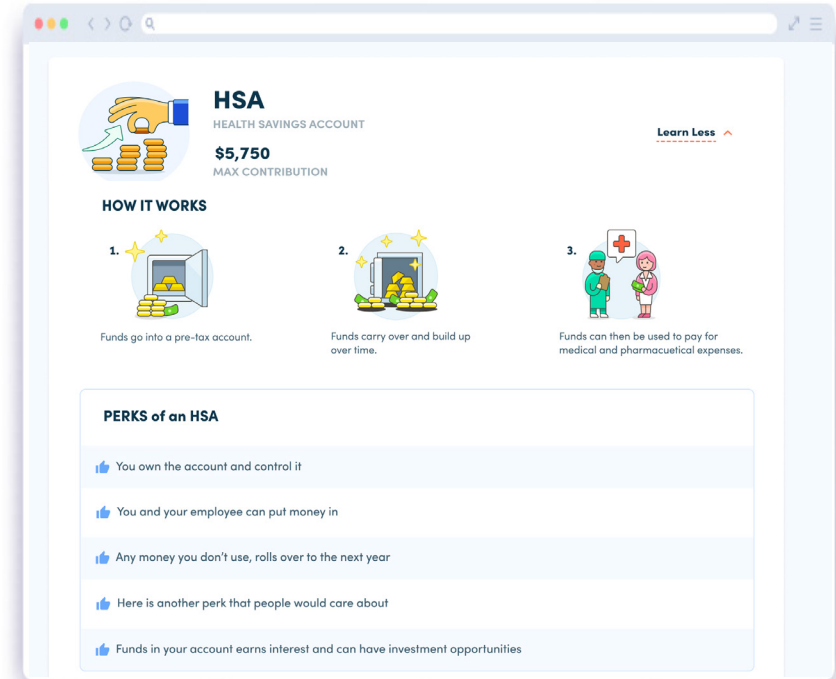 HSA
HEALTH SAVINGS ACCOUNT
$5,750
MAX CONTRIBUTION
Learn Less
HOW IT WORKS
1.
Funds go into a pre-tax account.
2.
Funds carry over and build up
over time.
3.
Funds can then be used to pay for
medical and pharmacuetical expenses.
PERKS of an HSA
You own the account and control it
You and your employee can put money in
Any money you don't use, rolls over to the next year
Here is another perk that people would care about
Funds in your account earns interest and can have investment opportunities